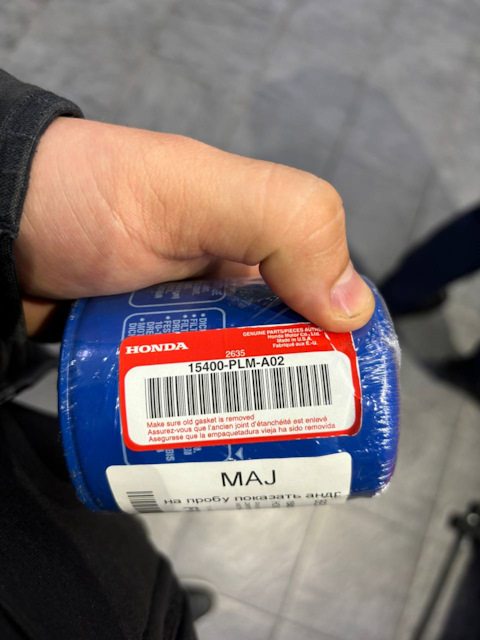 GENUINE PARTS/PIECES
Honda Motor Co., Ltd.
Made in U.S.A.
Fabriqué aux É.-U.
HONDA
2635
15400-PLM-A02
Make sure old gasket is removed
Assurez-vous que l'ancien joint d'étanchéité est enlevé
Asegurese que la empaquetadura vieja ha sido removida
MAJ
на пробу показать